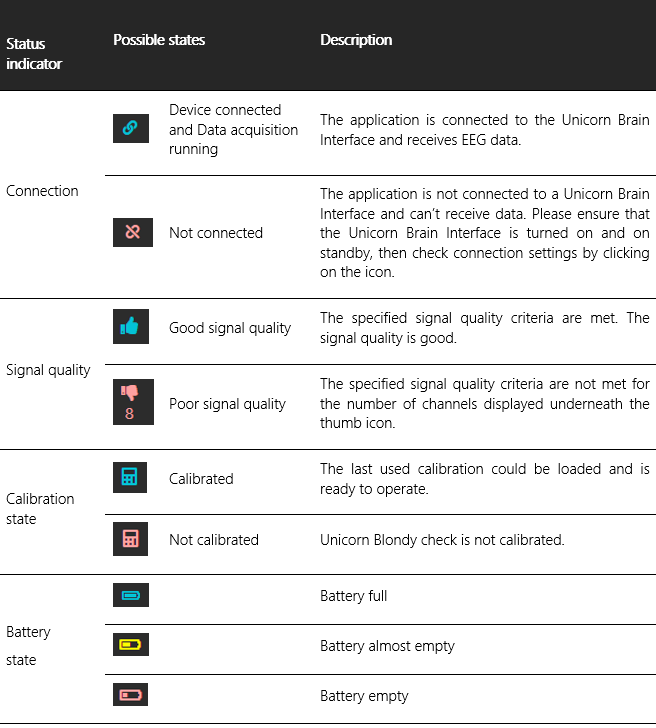 Status
indicator
Possible states
Description
Connection
Device connected
and Data acquisition
running
The application is connected to the Unicorn Brain
Interface and receives EEG data.
Not connected
The application is not connected to a Unicorn Brain
Interface and can’t receive data. Please ensure that
the Unicorn Brain Interface is turned on and on
standby, then check connection settings by clicking
on the icon.
Signal quality
Good signal quality
The specified signal quality criteria are met. The
signal quality is good.
8
Poor signal quality
The specified signal quality criteria are not met for
the number of channels displayed underneath the
thumb icon.
Calibration
state
Calibrated
The last used calibration could be loaded and is
ready to operate.
Not calibrated
Unicorn Blondy check is not calibrated.
Battery
state
Battery full
Battery almost empty
Battery empty